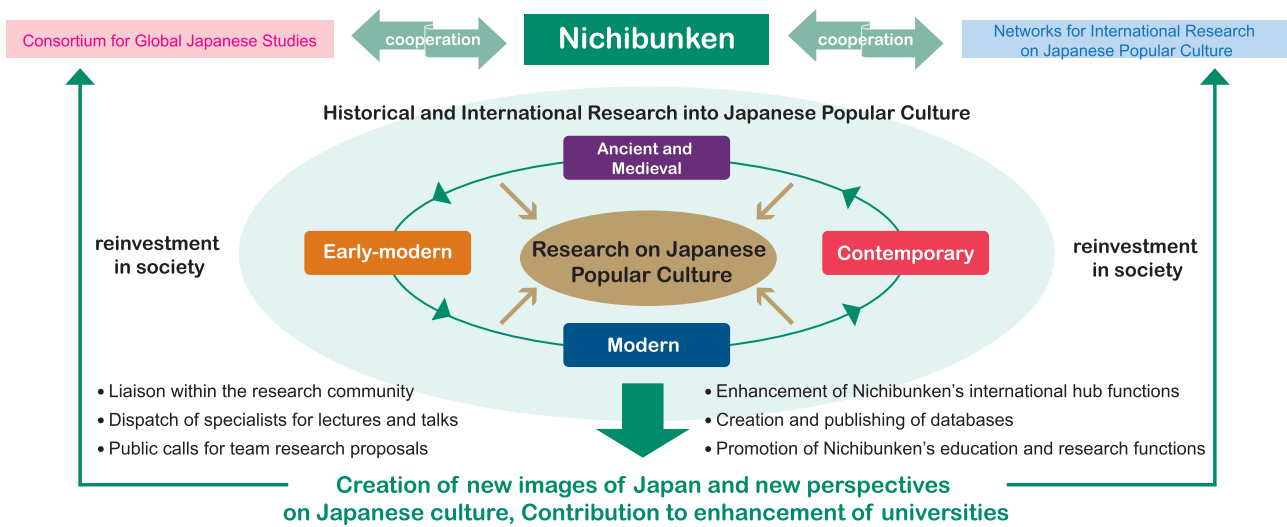 Consortium for Global Japanese Studies
cooperation
Nichibunken
cooperation
Networks for International Research
on Japanese Popular Culture
Historical and International Research into Japanese Popular Culture
Ancient and
Medieval
reinvestment
in society
Early-modern
Research on Japanese
Popular Culture
Contemporary
reinvestment
in society
Modern
• Liaison within the research community
• Dispatch of specialists for lectures and talks
• Public calls for team research proposals
• Enhancement of Nichibunken's international hub functions
• Creation and publishing of databases
• Promotion of Nichibunken's education and research functions
Creation of new images of Japan and new perspectives
on Japanese culture, Contribution to enhancement of universities